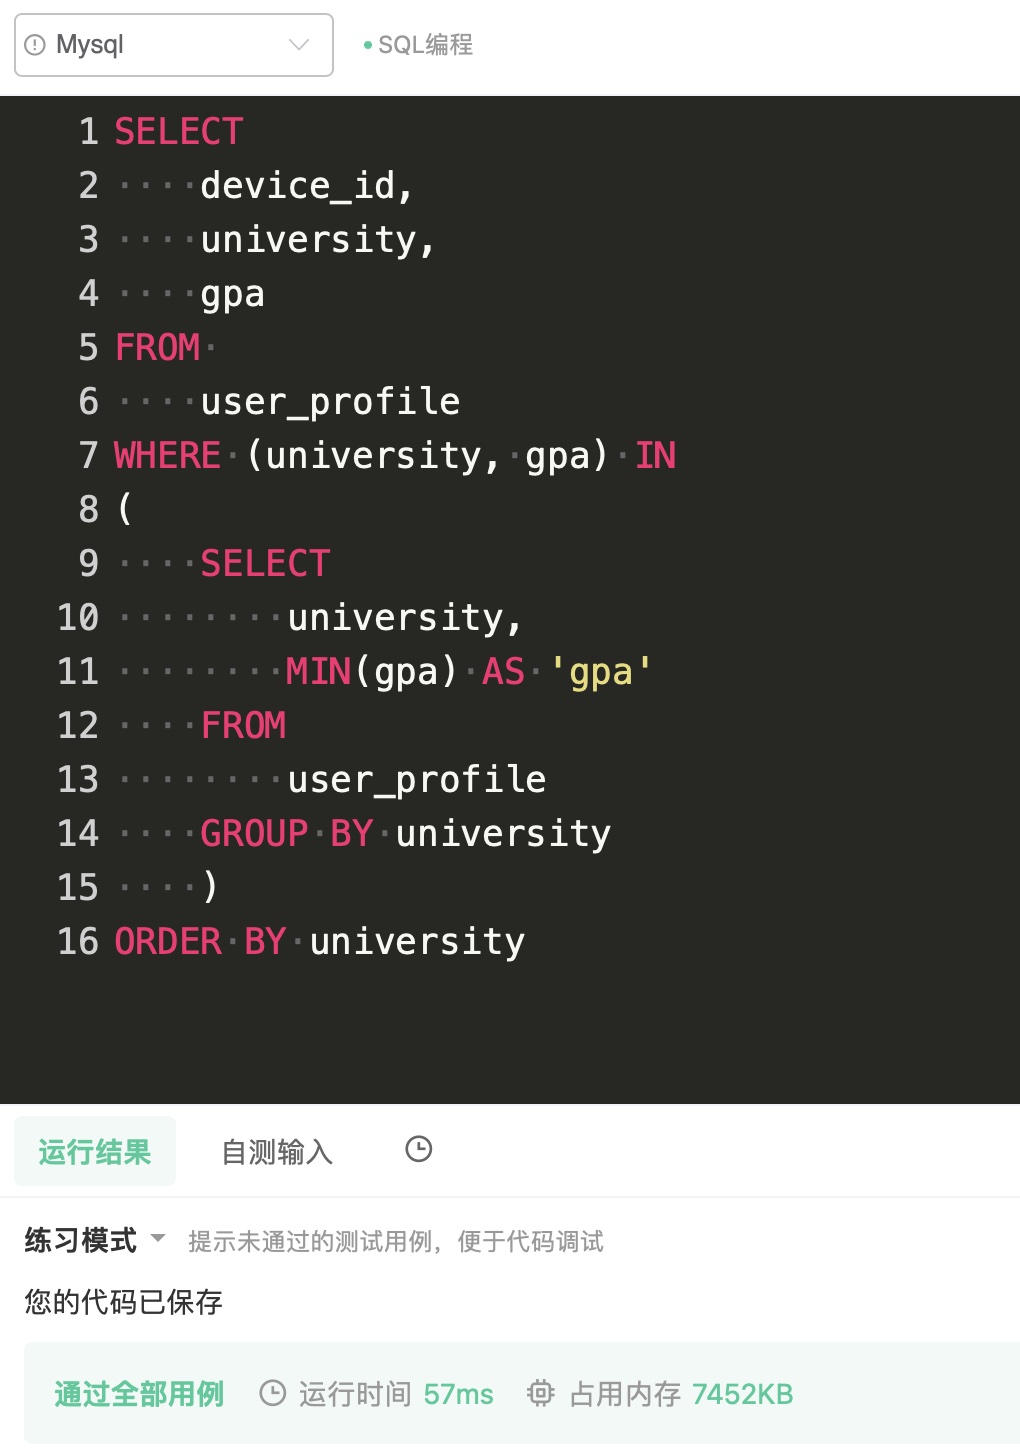 Mysql
SQL编程
1 SELECT
2 ····device_id,
3 ····university,
4 ····gpa
5 FROM·
6 ····user_profile
7 WHERE·(university,·gpa)·IN
8 (
9 ····SELECT
10 ········university,
11 ········MIN(gpa)·AS·'gpa'
12 ····FROM
13 ········user_profile
14 ····GROUP·BY·university
15 ····)
16 ORDER·BY·university
运行结果 自测输入
练习模式 提示未通过的测试用例，便于代码调试
您的代码已保存
通过全部用例 运行时间 57ms 占用内存 7452KB